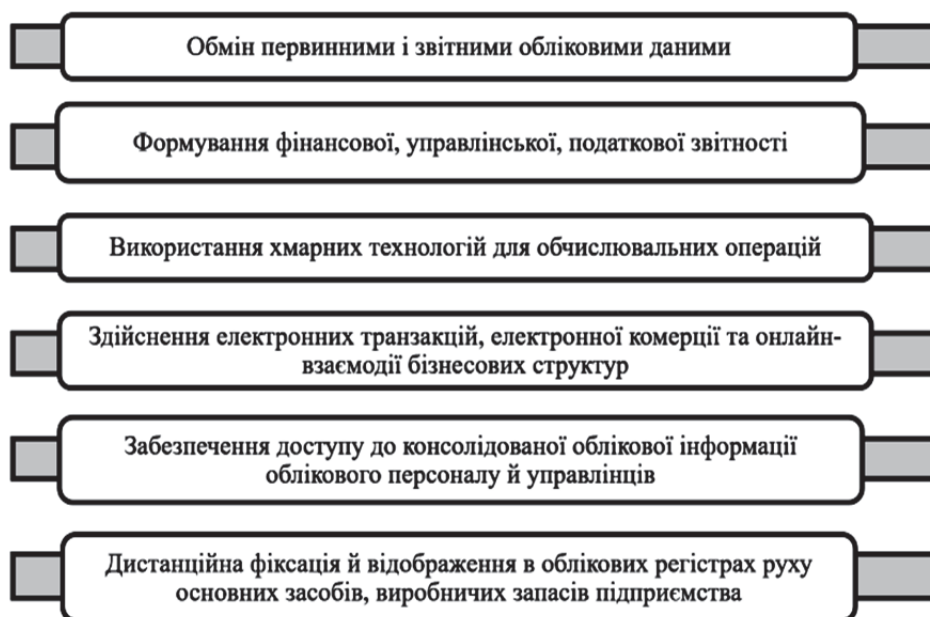 Обмін первинними і звітними обліковими даними
Формування фінансової, управлінської, податкової звітності
Використання хмарних технологій для обчислювальних операцій
Здійснення електронних транзакцій, електронної комерції та онлайн-
взаємодії бізнесових структур
Забезпечення доступу до консолідованої облікової інформації
облікового персоналу й управлінців
Дистанційна фіксація й відображення в облікових регістрах руху
основних засобів, виробничих запасів підприємства